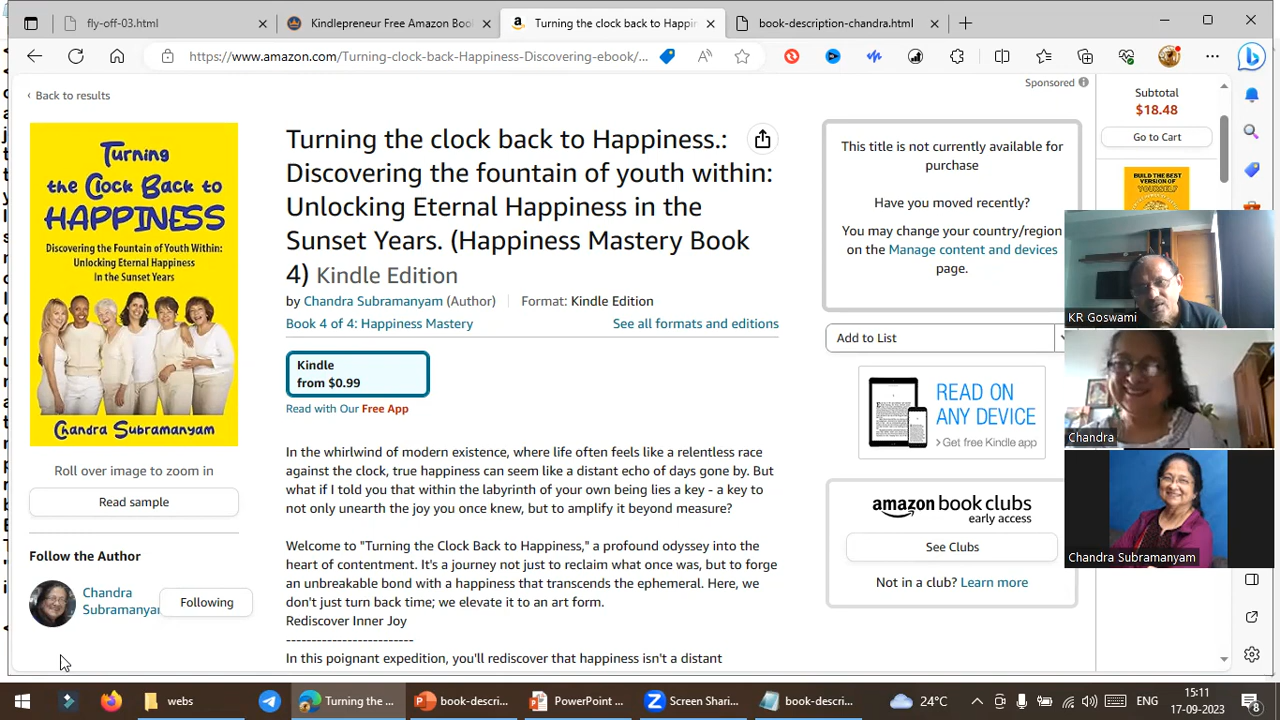 fly-off-03.html
Kindlepreneur Free Amazon Boo
Turning the clock back to Happi
book-description-chandra.html
https://www.amazon.com/Turning-clock-back-Happiness-Discovering-ebook/...
Back to results
Sponsored
Turning
the Clock Back to
HAPPINESS
Discovering the Fountain of Youth Within:
Unlocking Eternal Happiness
In the Sunset Years
Chandra Subramanyam
Roll over image to zoom in
Read sample
Follow the Author
Chandra
Subramanyan
Following
Turning the clock back to Happiness.:
Discovering the fountain of youth within:
Unlocking Eternal Happiness in the
Sunset Years. (Happiness Mastery Book
4) Kindle Edition
by Chandra Subramanyam (Author)
Format: Kindle Edition
Book 4 of 4: Happiness Mastery
See all formats and editions
Kindle
from $0.99
Read with Our Free App
In the whirlwind of modern existence, where life often feels like a relentless race
against the clock, true happiness can seem like a distant echo of days gone by. But
what if I told you that within the labyrinth of your own being lies a key - a key to
not only unearth the joy you once knew, but to amplify it beyond measure?
Welcome to "Turning the Clock Back to Happiness," a profound odyssey into the
heart of contentment. It's a journey not just to reclaim what once was, but to forge
an unbreakable bond with a happiness that transcends the ephemeral. Here, we
don't just turn back time; we elevate it to an art form.
Rediscover Inner Joy
------------------------
In this poignant expedition, you'll rediscover that happiness isn't a distant
This title is not currently available for
purchase
Have you moved recently?
You may change your country/region
on the Manage content and devices
page.
Add to List
READ ON
ANY DEVICE
Get free Kindle app
amazon book clubs
early access
See Clubs
Not in a club? Learn more
Subtotal
$18.48
Go to Cart
BUILD THE BEST
VERSION OF
YOURSELF
KR Goswami
Chandra
Chandra Subramanyam
webs
Turning the ...
book-descri...
PowerPoint ...
Screen Shari...
book-descri...
24°C
ENG
15:11
17-09-2023
8